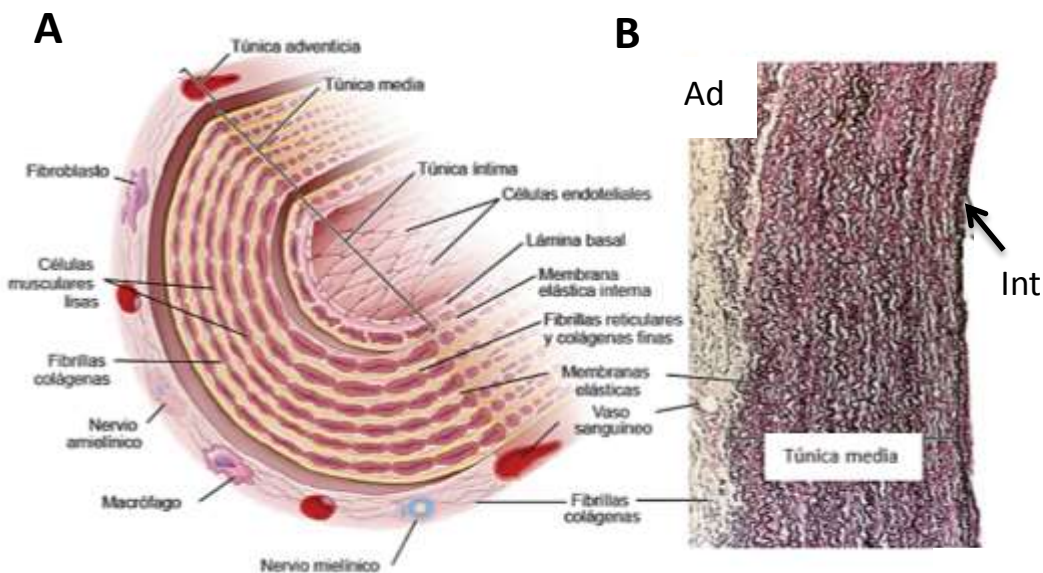 A
B
Túnica adventicia
Túnica media
Ad
Fibroblasto
Túnica íntima
Células endoteliales
Lámina basal
Células
musculares
lisas
Membrana
elástica interna
Int
Fibrillas reticulares
y colágenas finas
Fibrillas
colágenas
Membranas
elásticas
Vaso
sanguíneo
Nervio
amielínico
Túnica media
Macrófago
Fibrillas
colágenas
Nervio mielínico